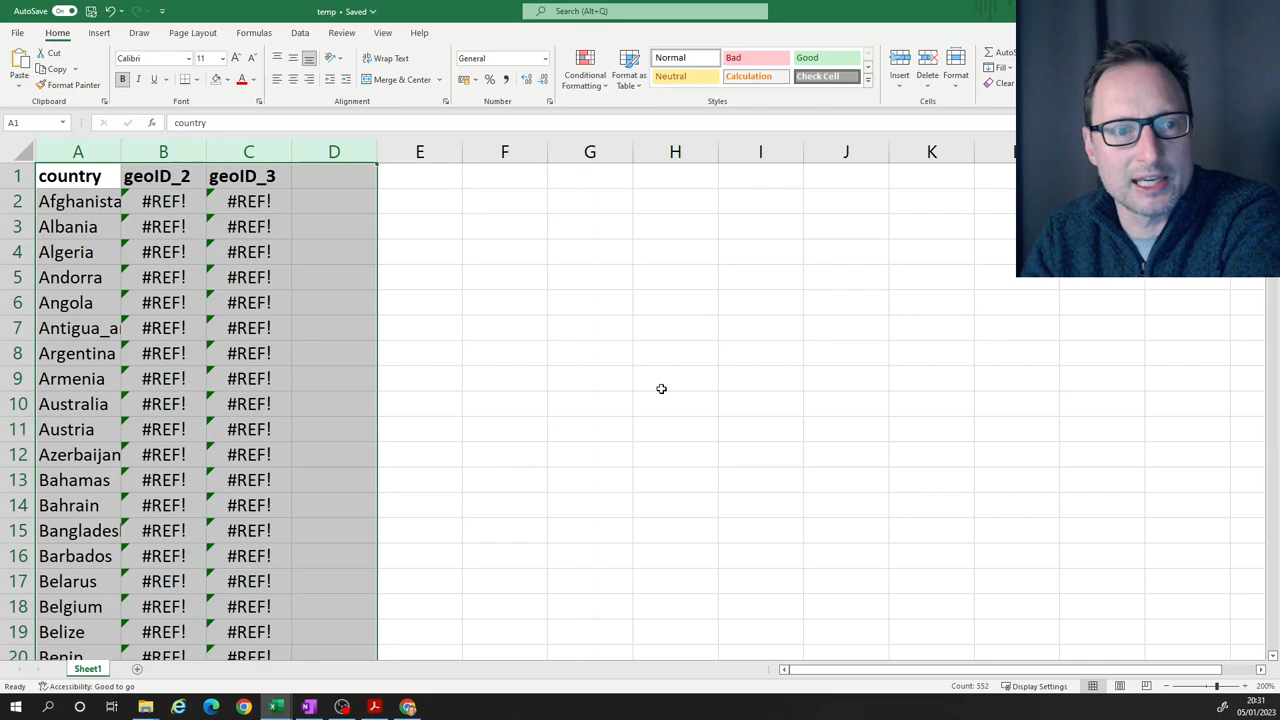 AutoSave On temp • Saved Search (Alt+Q)
File Home Insert Draw Page Layout Formulas Data Review View Help
Paste Cut Copy Format Painter
Calibri 11
B I U
Wrap Text
Merge & Center
General
Conditional Formatting Format as Table
Normal Bad Good
Neutral Calculation Check Cell
Insert Delete Format
Fill
Clear
Clipboard Font Alignment Number Styles Cells
A1 fx country
A B C D E F G H I J K
1 country geoID_2 geoID_3
2 Afghanista #REF! #REF!
3 Albania #REF! #REF!
4 Algeria #REF! #REF!
5 Andorra #REF! #REF!
6 Angola #REF! #REF!
7 Antigua_a #REF! #REF!
8 Argentina #REF! #REF!
9 Armenia #REF! #REF!
10 Australia #REF! #REF!
11 Austria #REF! #REF!
12 Azerbaijan #REF! #REF!
13 Bahamas #REF! #REF!
14 Bahrain #REF! #REF!
15 Banglades #REF! #REF!
16 Barbados #REF! #REF!
17 Belarus #REF! #REF!
18 Belgium #REF! #REF!
19 Belize #REF! #REF!
20 Benin #REF! #REF!
Sheet1
Ready Accessibility: Good to go Count: 552 Display Settings 200%
20:31
05/01/2023